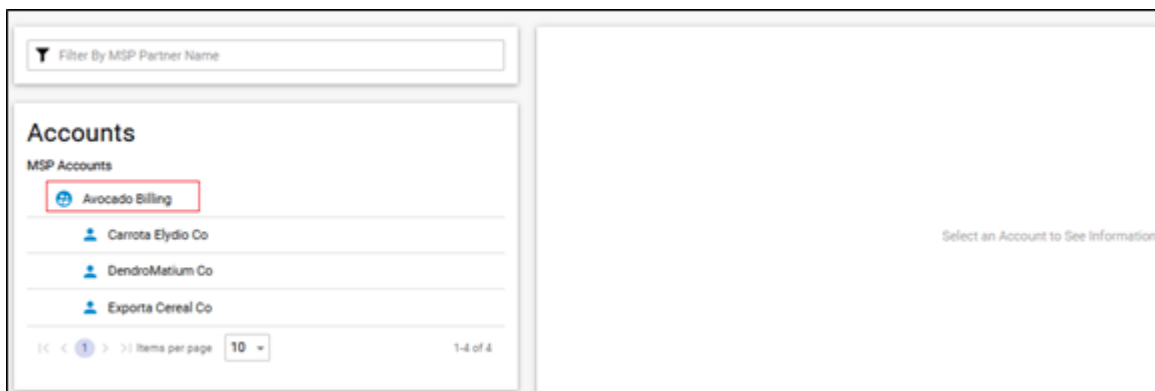 Filter By MSP Partner Name
Accounts
MSP Accounts
Avocado Billing
Carrota Elydio Co
DendroMatium Co
Exporta Cereal Co
|< < 1 > >| Items per page 10 1-4 of 4
Select an Account to See Information